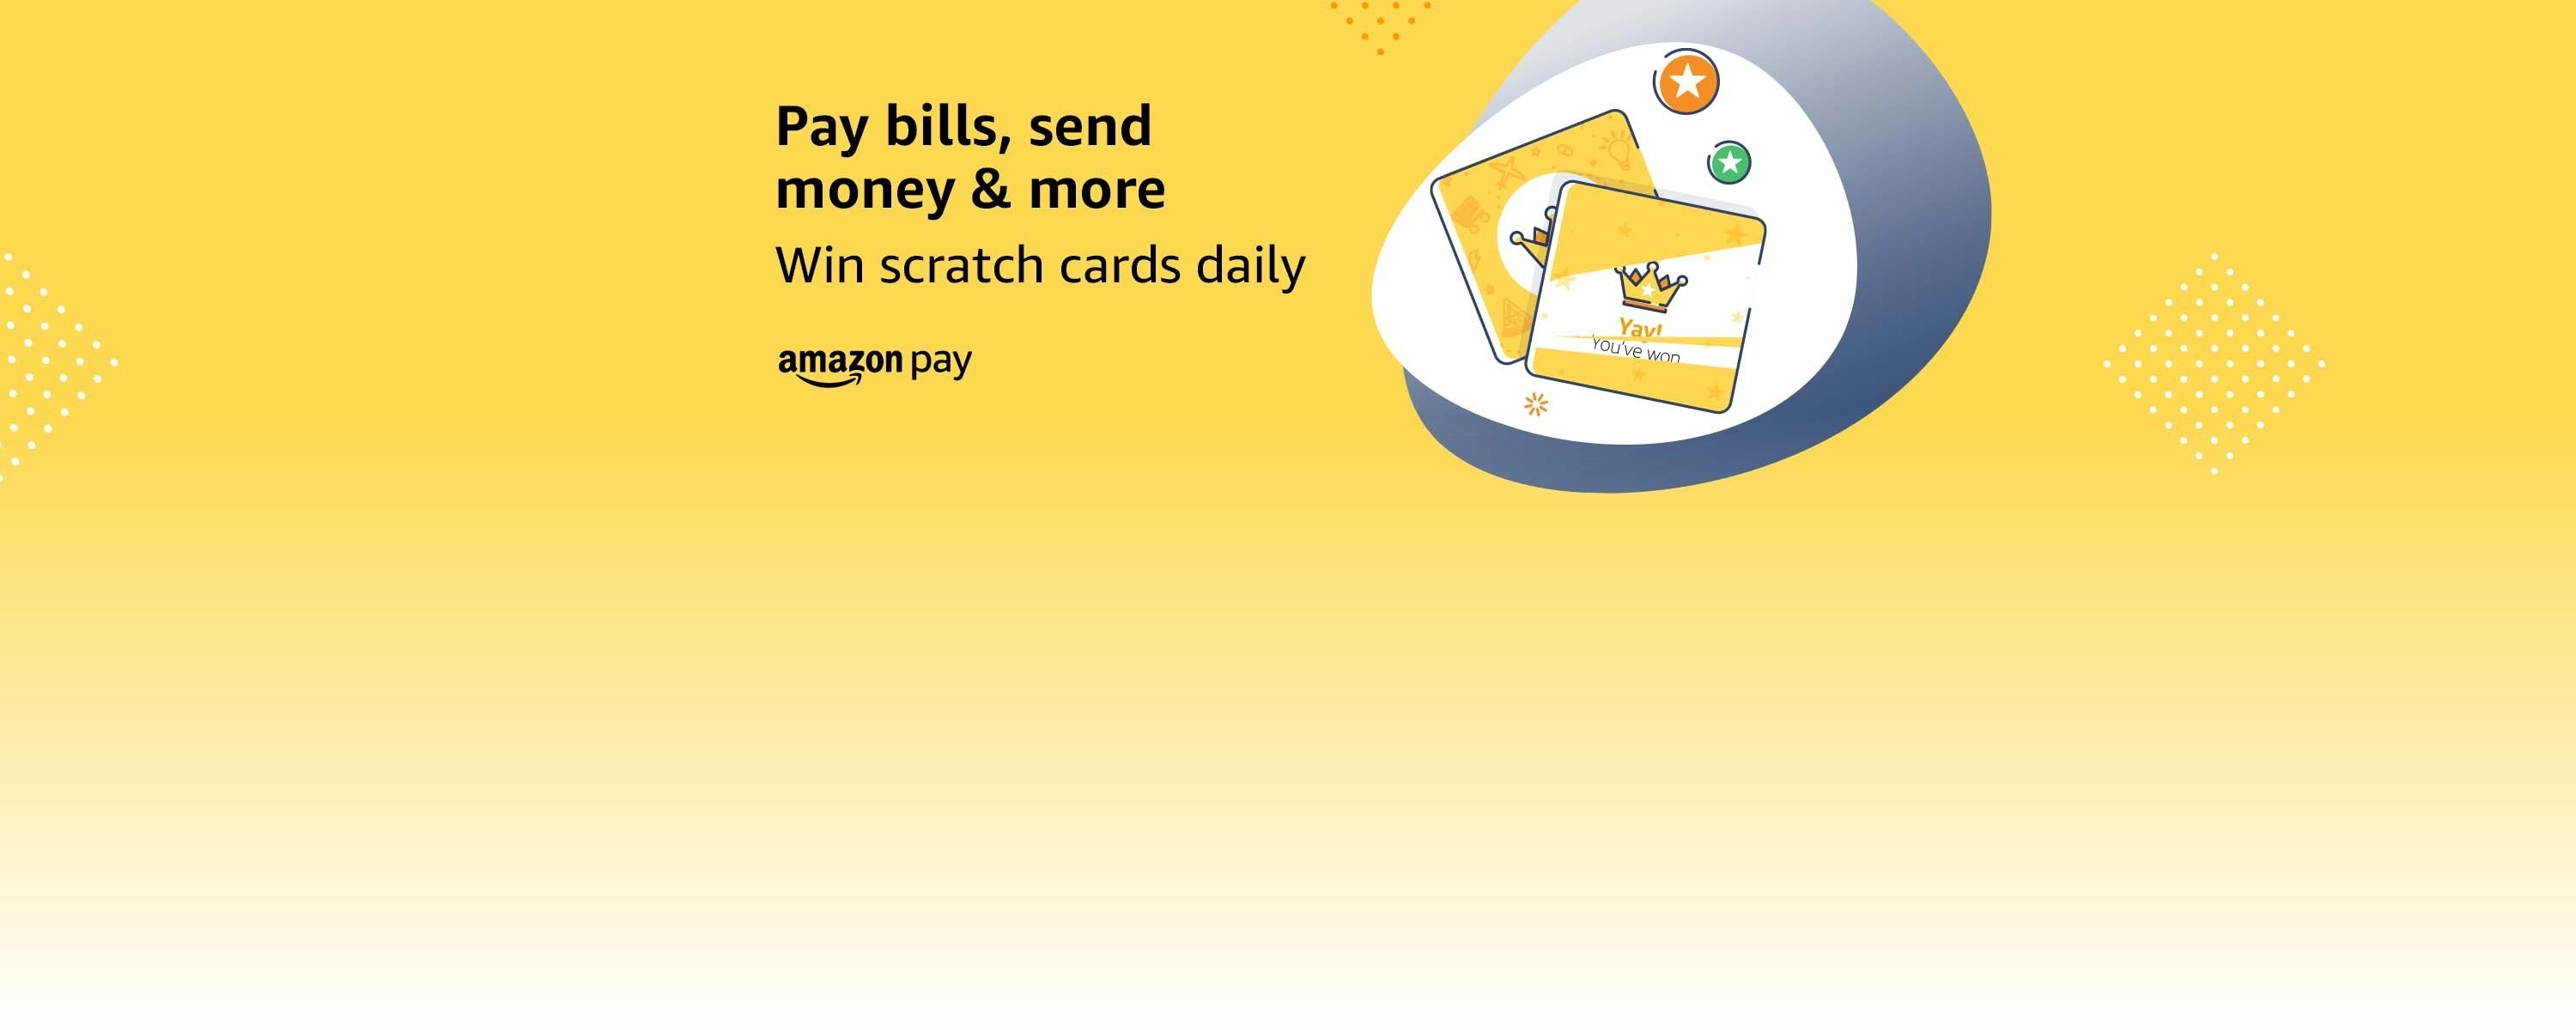 Pay bills, send
money & more
Win scratch cards daily
amazon pay
Yay!
You've won